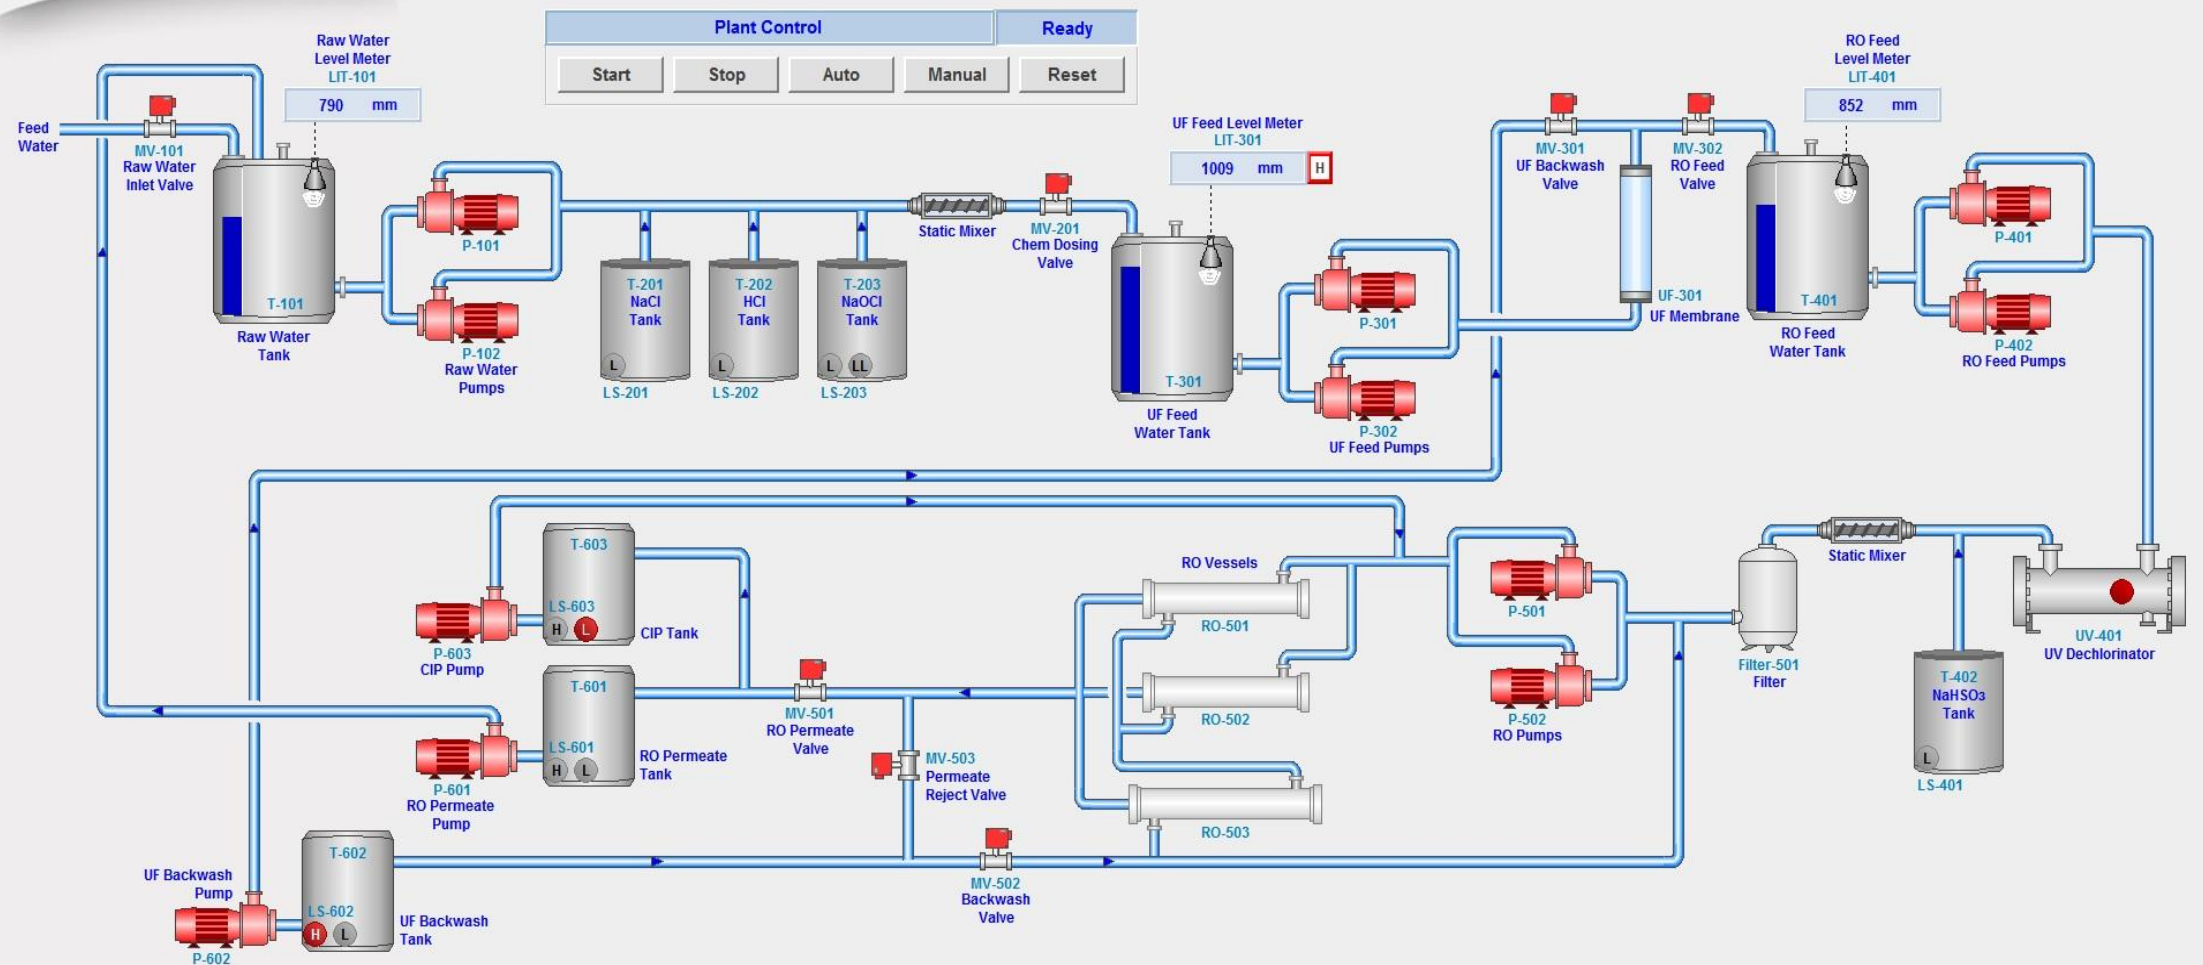 Plant Control
Ready
Start
Stop
Auto
Manual
Reset
Raw Water
Level Meter
LIT-101
790 mm
Feed
Water
MV-101
Raw Water
Inlet Valve
T-101
Raw Water
Tank
P-101
P-102
Raw Water
Pumps
T-201
NaCl
Tank
L
LS-201
T-202
HCl
Tank
L
LS-202
T-203
NaOCl
Tank
L
LL
LS-203
Static Mixer
MV-201
Chem Dosing
Valve
UF Feed Level Meter
LIT-301
1009 mm
H
T-301
UF Feed
Water Tank
P-301
P-302
UF Feed Pumps
MV-301
UF Backwash
Valve
MV-302
RO Feed
Valve
UF-301
UF Membrane
RO Feed
Level Meter
LIT-401
852 mm
T-401
RO Feed
Water Tank
P-401
P-402
RO Feed Pumps
T-603
LS-603
H
L
CIP Tank
P-603
CIP Pump
T-601
LS-601
H
L
RO Permeate
Tank
P-601
RO Permeate
Pump
MV-501
RO Permeate
Valve
MV-503
Permeate
Reject Valve
RO Vessels
RO-501
RO-502
RO-503
P-501
P-502
RO Pumps
Filter-501
Filter
Static Mixer
UV-401
UV Dechlorinator
T-402
NaHSO3
Tank
L
LS-401
T-602
LS-602
H
L
UF Backwash
Tank
UF Backwash
Pump
P-602
MV-502
Backwash
Valve